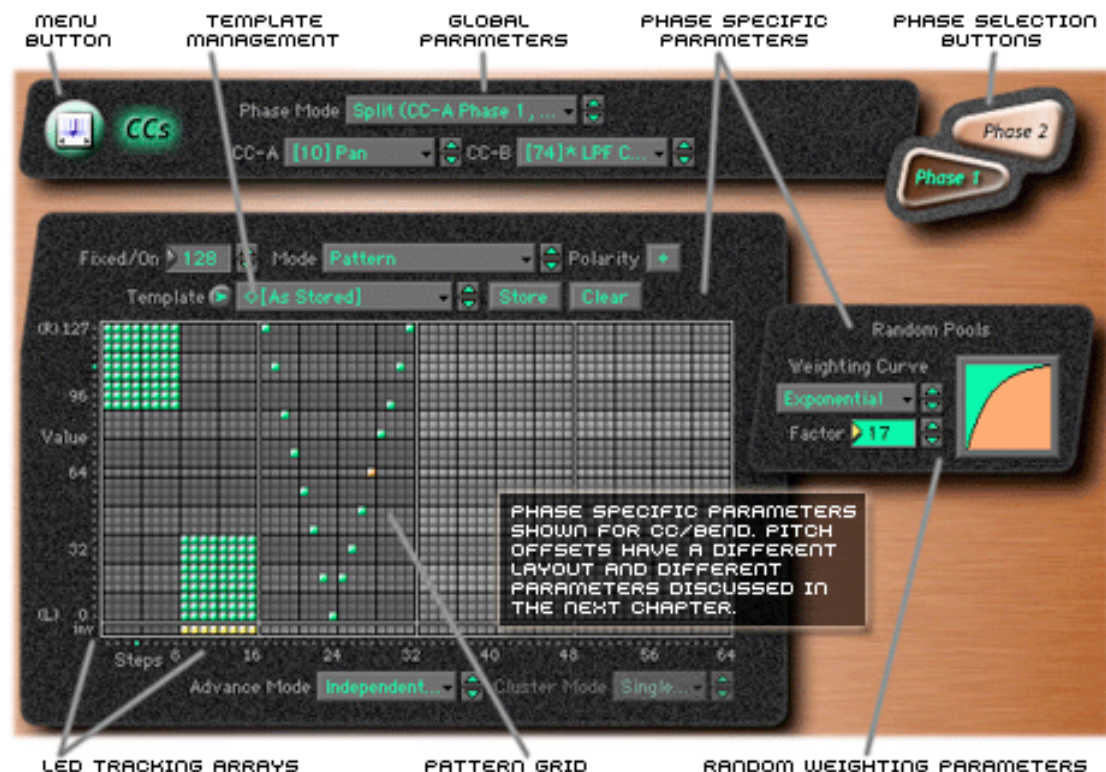 MENU BUTTON
TEMPLATE MANAGEMENT
GLOBAL PARAMETERS
PHASE SPECIFIC PARAMETERS
PHASE SELECTION BUTTONS
CCs
Phase Mode Split (CC-A Phase 1, ...
CC-A [10] Pan CC-B [74]* LPF C...
Phase 2
Phase 1
Fixed/On 128 Mode Pattern Polarity +
Template [As Stored] Store Clear
(R) 127
96
Value
64
32
(L) 0
Inv
Steps 8 16 24 32 40 48 56 64
Advance Mode Independent... Cluster Mode Single...
Random Pools
Weighting Curve
Exponential
Factor 17
PHASE SPECIFIC PARAMETERS
SHOWN FOR CC/BEND. PITCH
OFFSETS HAVE A DIFFERENT
LAYOUT AND DIFFERENT
PARAMETERS DISCUSSED IN
THE NEXT CHAPTER.
LED TRACKING ARRAYS
PATTERN GRID
RANDOM WEIGHTING PARAMETERS